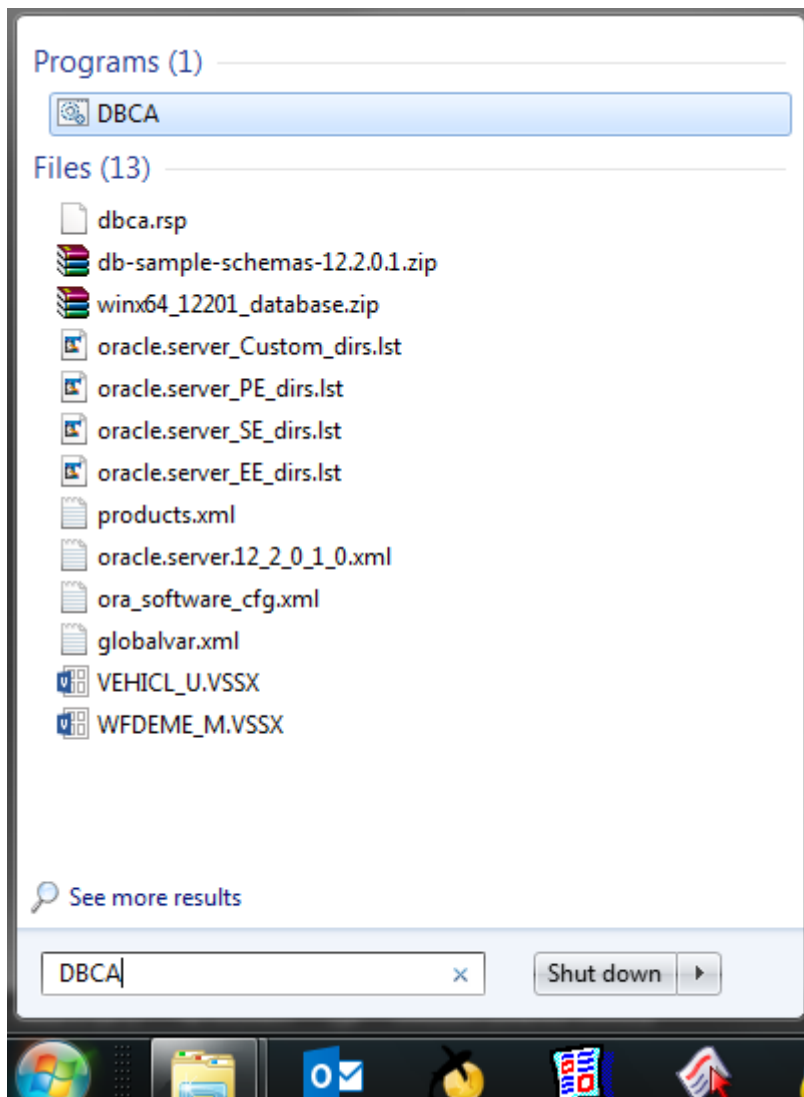 Programs (1)
DBCA
Files (13)
dbca.rsp
db-sample-schemas-12.2.0.1.zip
winx64_12201_database.zip
oracle.server_Custom_dirs.lst
oracle.server_PE_dirs.lst
oracle.server_SE_dirs.lst
oracle.server_EE_dirs.lst
products.xml
oracle.server.12_2_0_1_0.xml
ora_software_cfg.xml
globalvar.xml
VEHICL_U.VSSX
WFDEME_M.VSSX
See more results
DBCA
Shut down